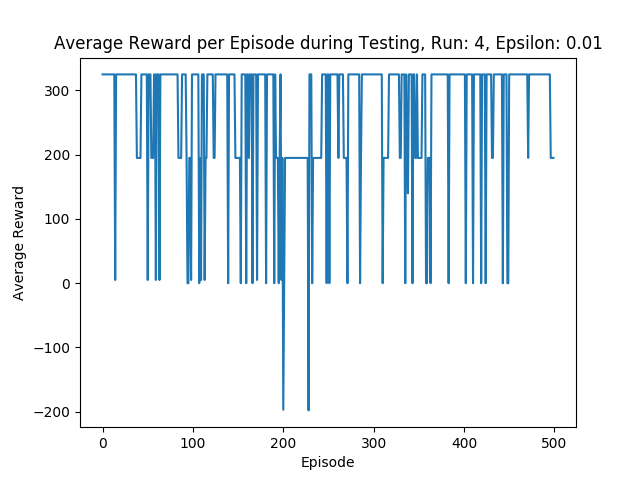 Average Reward per Episode during Testing, Run: 4, Epsilon: 0.01
300
200
100
0
−100
−200
Average Reward
0 100 200 300 400 500
Episode